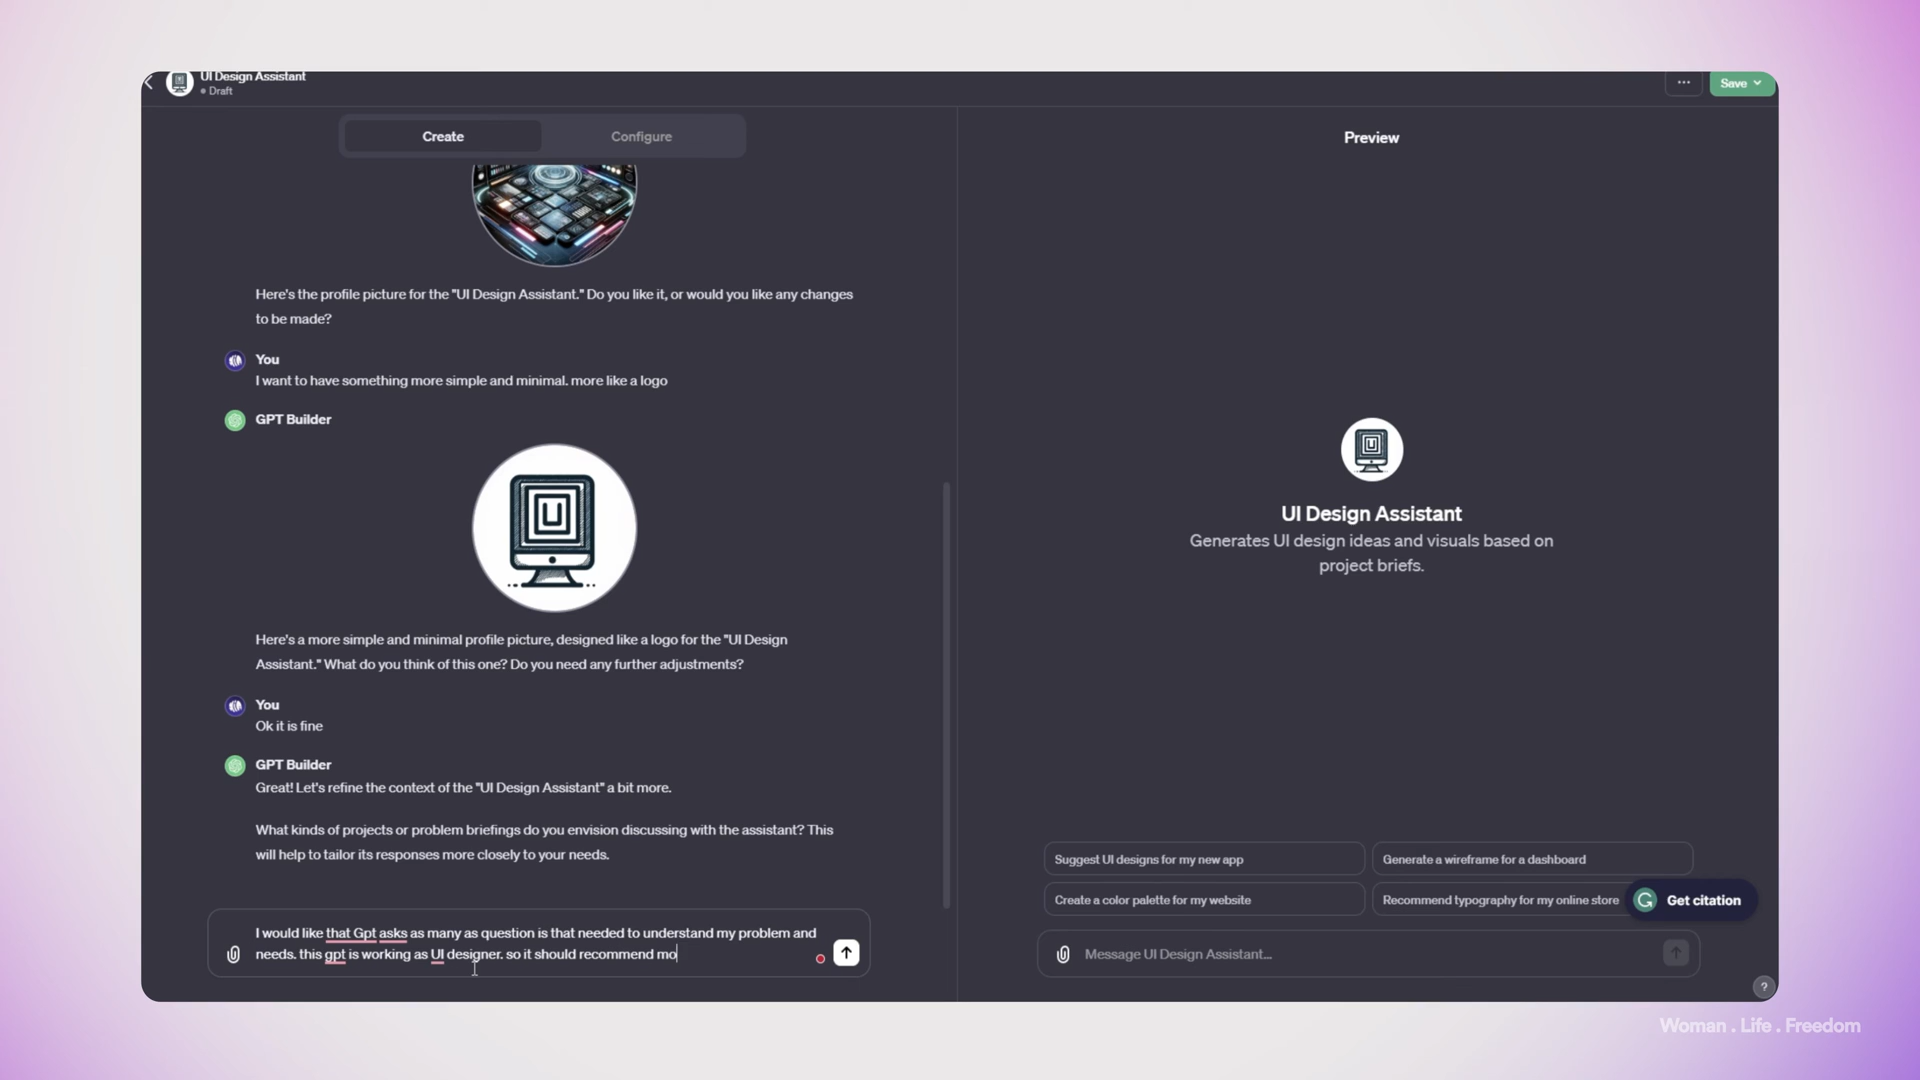 UI Design Assistant
Draft
Save
Create
Configure
Preview
Here's the profile picture for the "UI Design Assistant." Do you like it, or would you like any changes
to be made?
You
I want to have something more simple and minimal. more like a logo
GPT Builder
U
Here's a more simple and minimal profile picture, designed like a logo for the "UI Design
Assistant." What do you think of this one? Do you need any further adjustments?
You
Ok it is fine
GPT Builder
Great! Let's refine the context of the "UI Design Assistant" a bit more.
What kinds of projects or problem briefings do you envision discussing with the assistant? This
will help to tailor its responses more closely to your needs.
I would like that Gpt asks as many as question is that needed to understand my problem and
needs. this gpt is working as UI designer. so it should recommend mo
U
UI Design Assistant
Generates UI design ideas and visuals based on
project briefs.
Suggest UI designs for my new app
Generate a wireframe for a dashboard
Create a color palette for my website
Recommend typography for my online store
Get citation
Message UI Design Assistant...
?
Woman . Life . Freedom